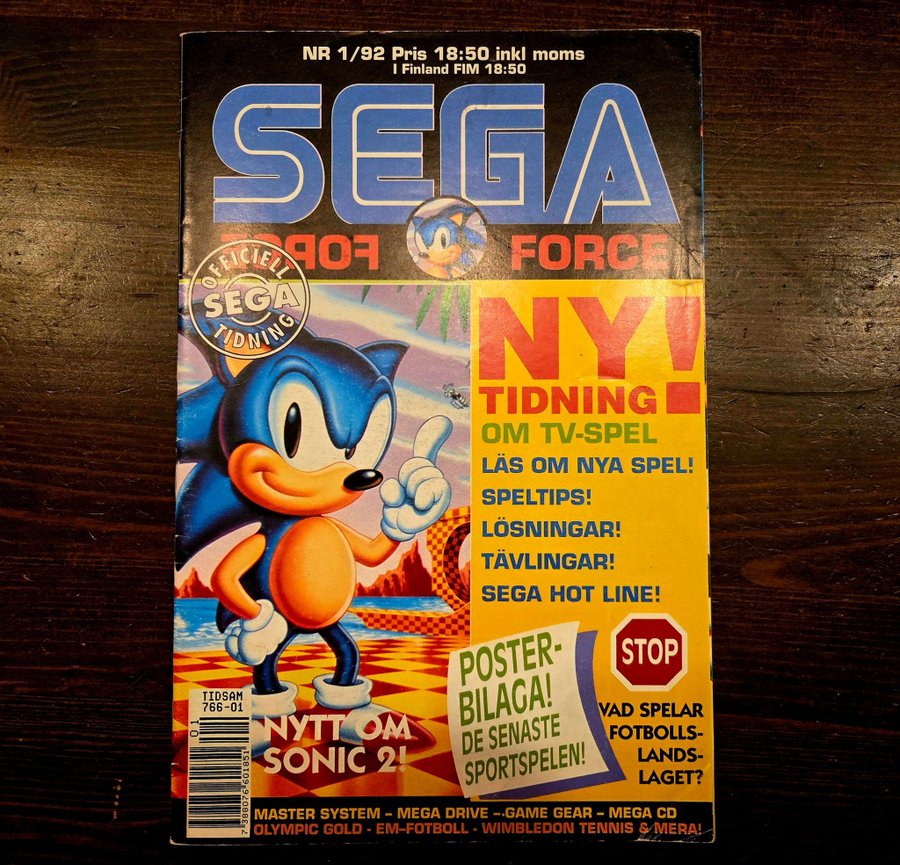 NR 1/92 Pris 18:50 inkl moms
I Finland FIM 18:50
SEGA
FORCE FORCE
OFFICIELL
SEGA
TIDNING
NY!
TIDNING
OM TV-SPEL
LÄS OM NYA SPEL!
SPELTIPS!
LÖSNINGAR!
TÄVLINGAR!
SEGA HOT LINE!
POSTER-
BILAGA!
DE SENASTE
SPORTSPELEN!
STOP
VAD SPELAR
FOTBOLLS-
LANDS-
LAGET?
TIDSAM
766-01
01
7 388076 601851
NYTT OM
SONIC 2!
MASTER SYSTEM - MEGA DRIVE - GAME GEAR - MEGA CD
OLYMPIC GOLD - EM-FOTBOLL - WIMBLEDON TENNIS & MERA!